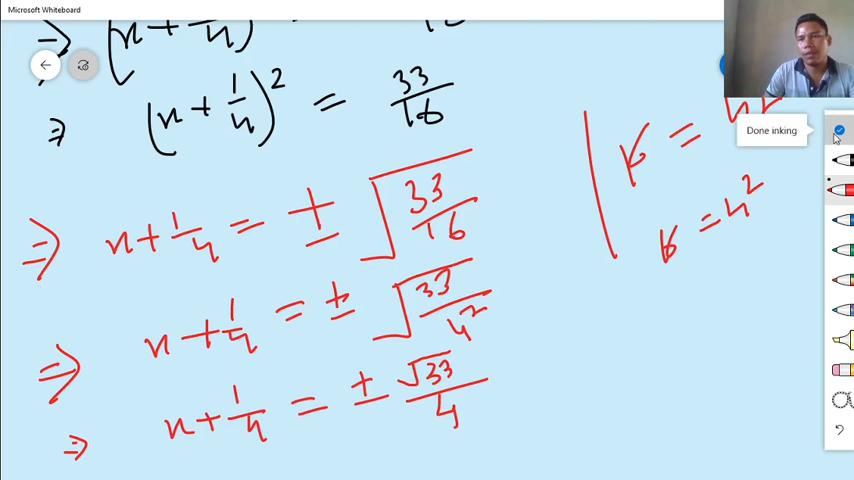 Microsoft Whiteboard
⇒ (x + 1/4)² = 33/16
Done inking
⇒ x + 1/4 = ± √(33/16)
16 = 4²
⇒ x + 1/4 = ± √(33/4²)
⇒ x + 1/4 = ± √33/4